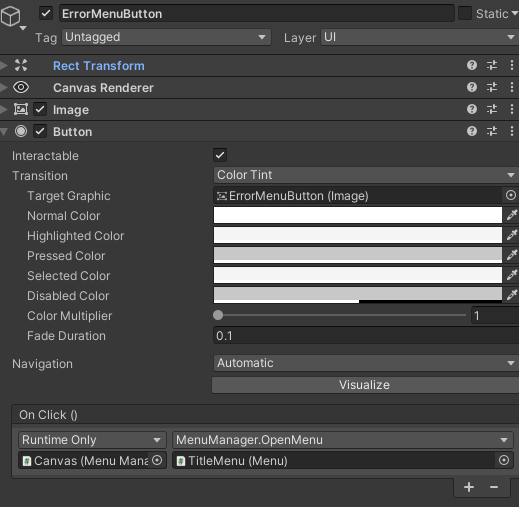 ErrorMenuButton Static
Tag Untagged Layer UI
Rect Transform
Canvas Renderer
Image
Button
Interactable
Transition Color Tint
Target Graphic ErrorMenuButton (Image)
Normal Color
Highlighted Color
Pressed Color
Selected Color
Disabled Color
Color Multiplier 1
Fade Duration 0.1
Navigation Automatic
Visualize
On Click ()
Runtime Only MenuManager.OpenMenu
Canvas (Menu Mana TitleMenu (Menu)